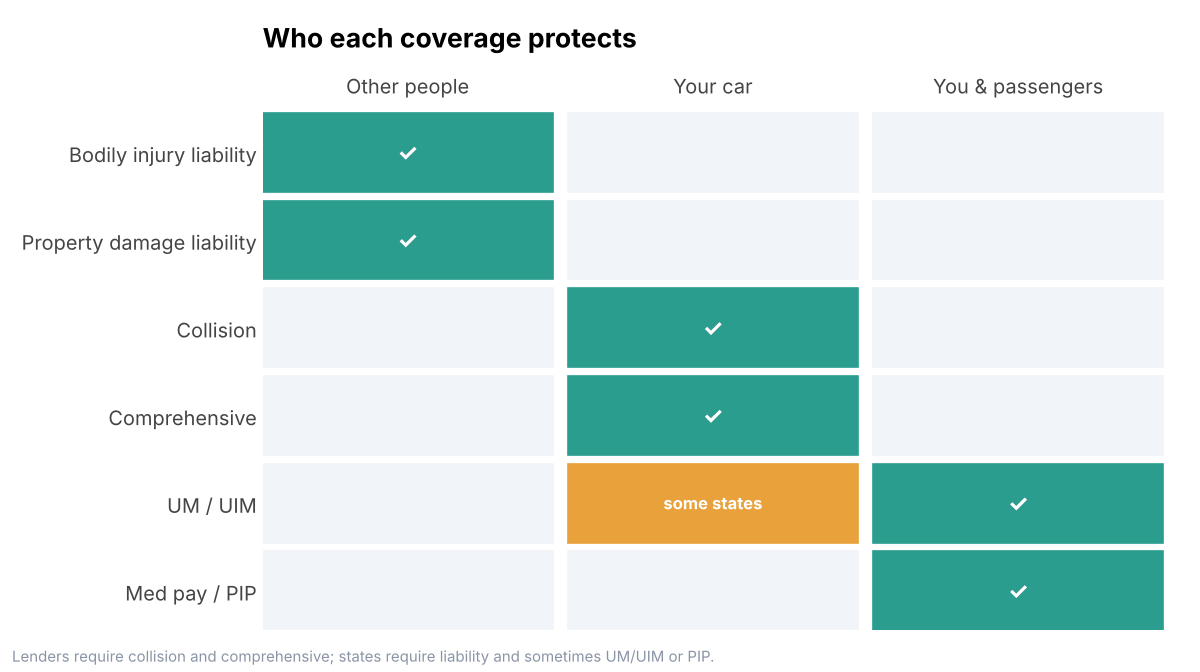 Who each coverage protects
Other people Your car You & passengers
Bodily injury liability ✓
Property damage liability ✓
Collision ✓
Comprehensive ✓
UM / UIM some states ✓
Med pay / PIP ✓
Lenders require collision and comprehensive; states require liability and sometimes UM/UIM or PIP.